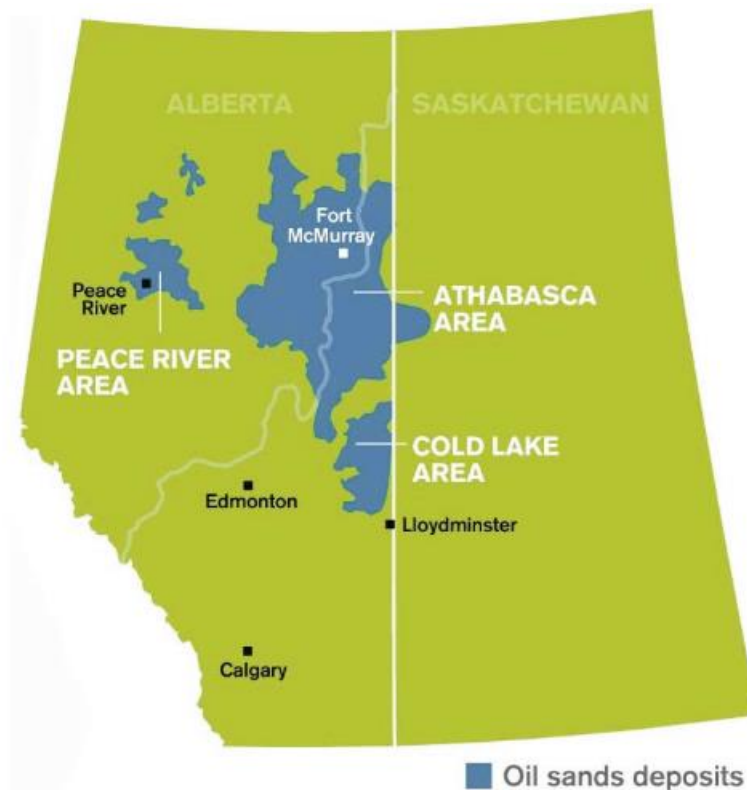 ALBERTA
SASKATCHEWAN
Fort
McMurray
Peace
River
ATHABASCA
AREA
PEACE RIVER
AREA
COLD LAKE
AREA
Edmonton
Lloydminster
Calgary
Oil sands deposits